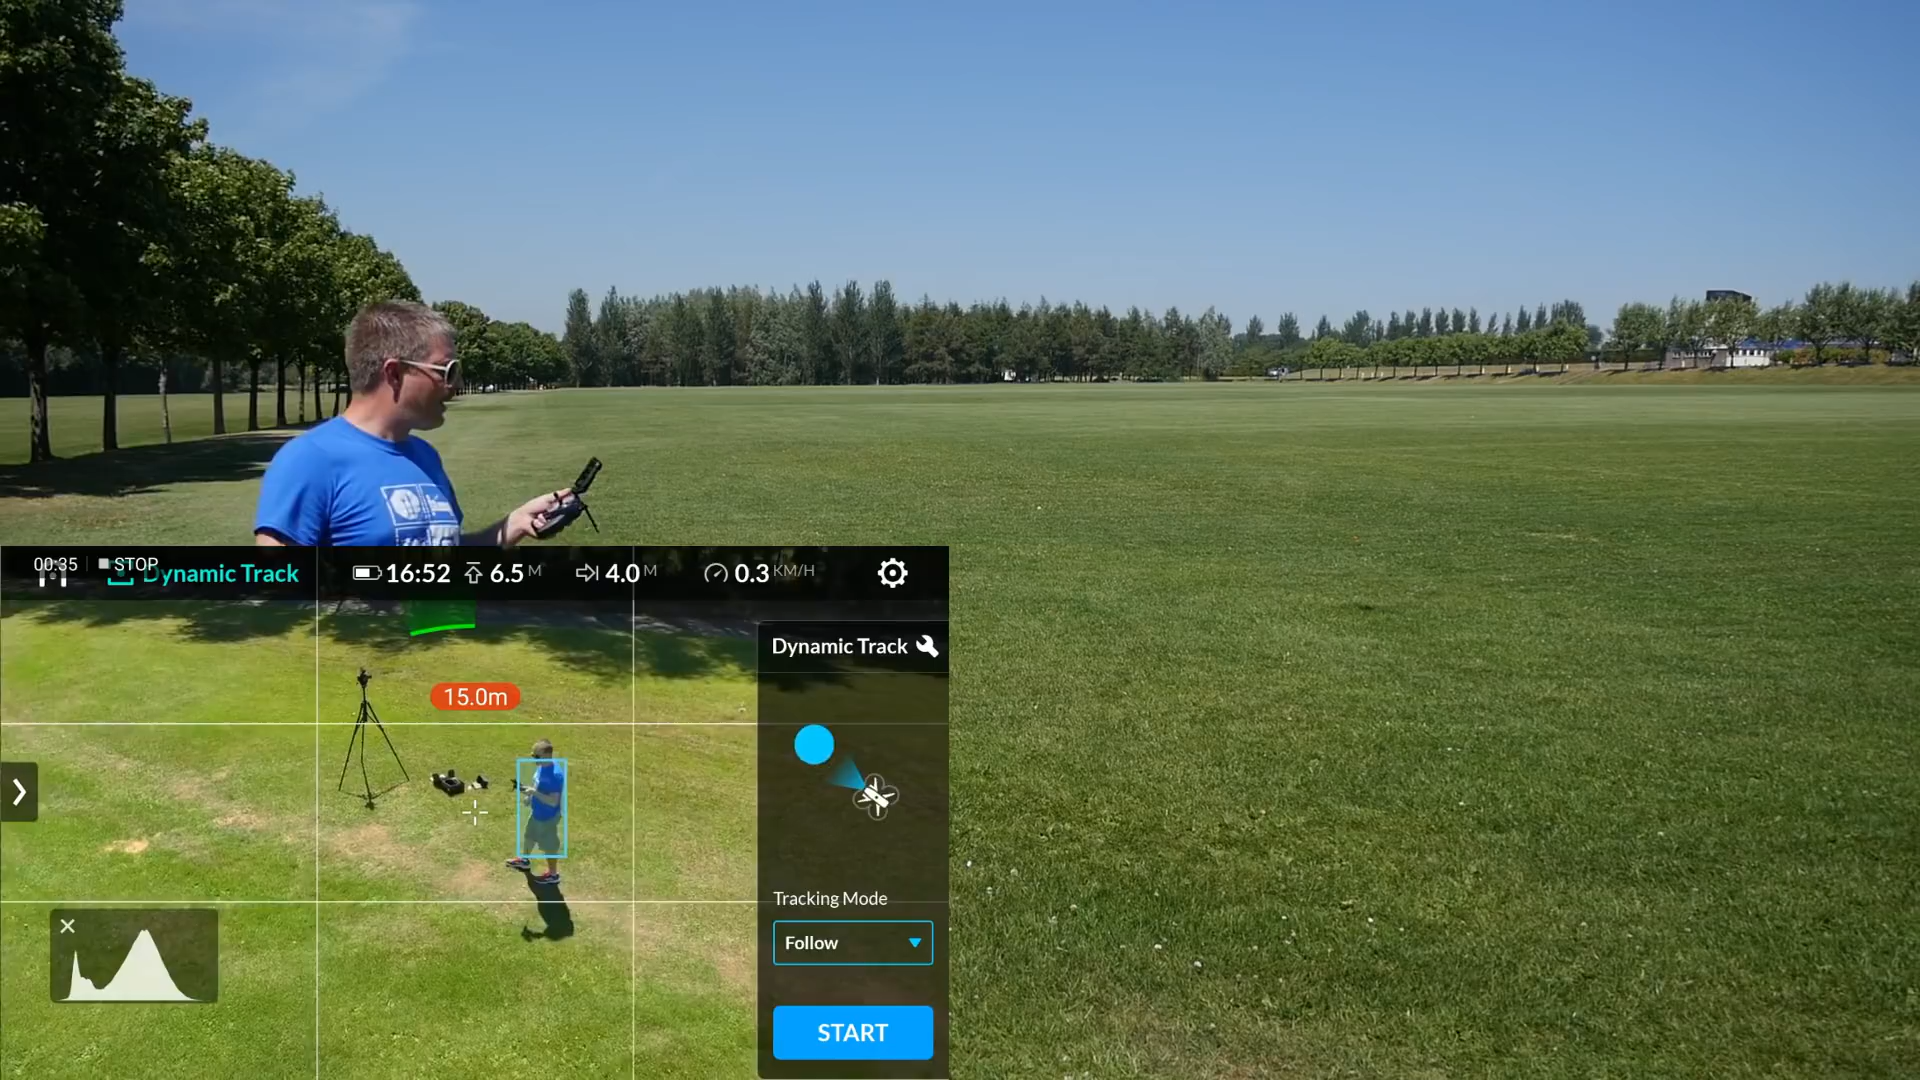 00:35 STOP
Dynamic Track
16:52
6.5 M
4.0 M
0.3 KM/H
Dynamic Track
15.0m
Tracking Mode
Follow
START